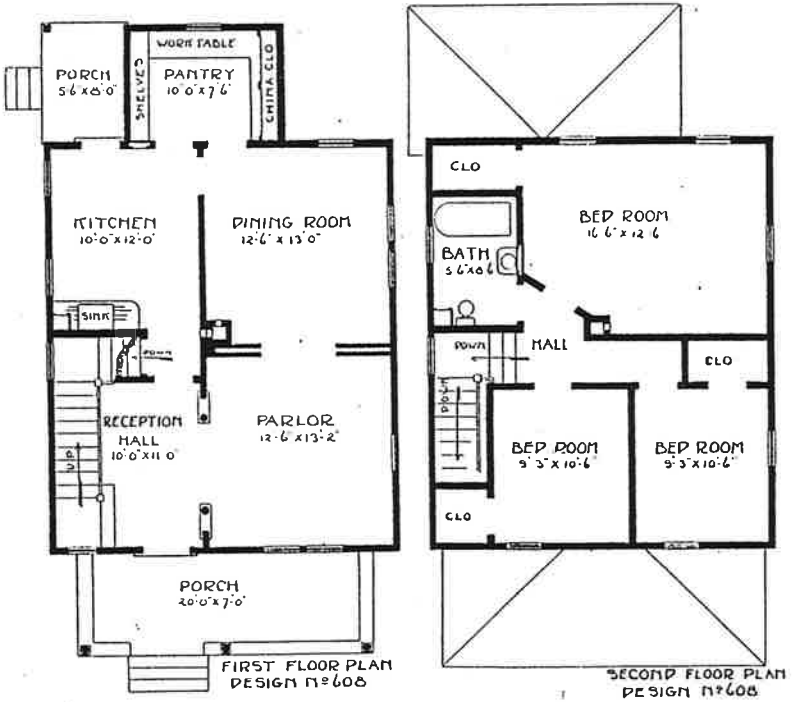 WORK TABLE
SHELVES
CHINA CLO
PORCH
5'6"X8'0"
PANTRY
10'0"X7'6"
KITCHEN
10'0"X12'0"
DINING ROOM
12'6"X13'0"
SINK
DOWN
RECEPTION
HALL
10'0"X11'0"
UP
PARLOR
12'6"X13'2"
PORCH
20'0"X7'0"
FIRST FLOOR PLAN
DESIGN Nº608
CLO
BED ROOM
16'6"X12'6
BATH
5'6"X8'6
DOWN
HALL
CLO
DOWN
BED ROOM
9'3"X10'6"
BED ROOM
9'3"X10'6"
CLO
SECOND FLOOR PLAN
DESIGN Nº608